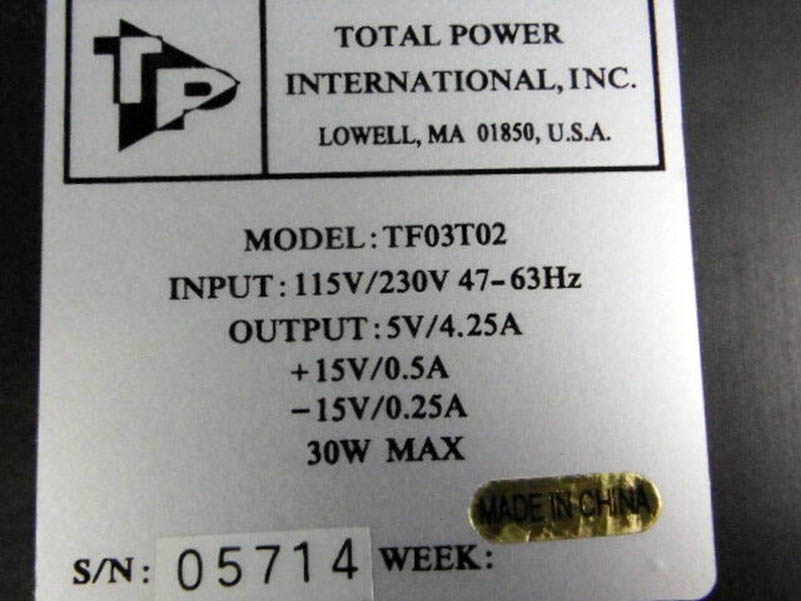 TP
TOTAL POWER
INTERNATIONAL, INC.
LOWELL, MA 01850, U.S.A.
MODEL: TF03T02
INPUT: 115V/230V 47-63Hz
OUTPUT: 5V/4.25A
+15V/0.5A
-15V/0.25A
30W MAX
MADE IN CHINA
S/N: 05714 WEEK: